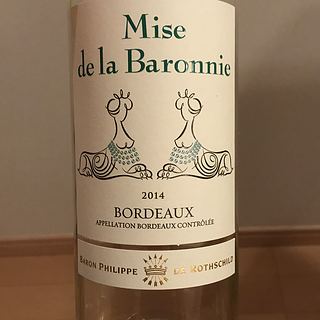 Mise
de la Baronnie
2014
BORDEAUX
APPELLATION BORDEAUX CONTRÔLÉE
BARON PHILIPPE DE ROTHSCHILD